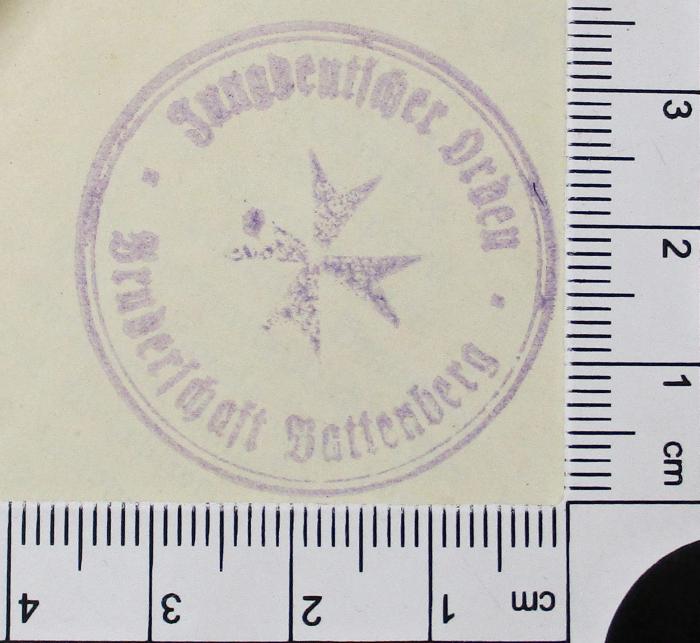 Jungdeutscher Orden
Bruderschaft Battenberg
3
2
1
cm
cm 1 2 3 4